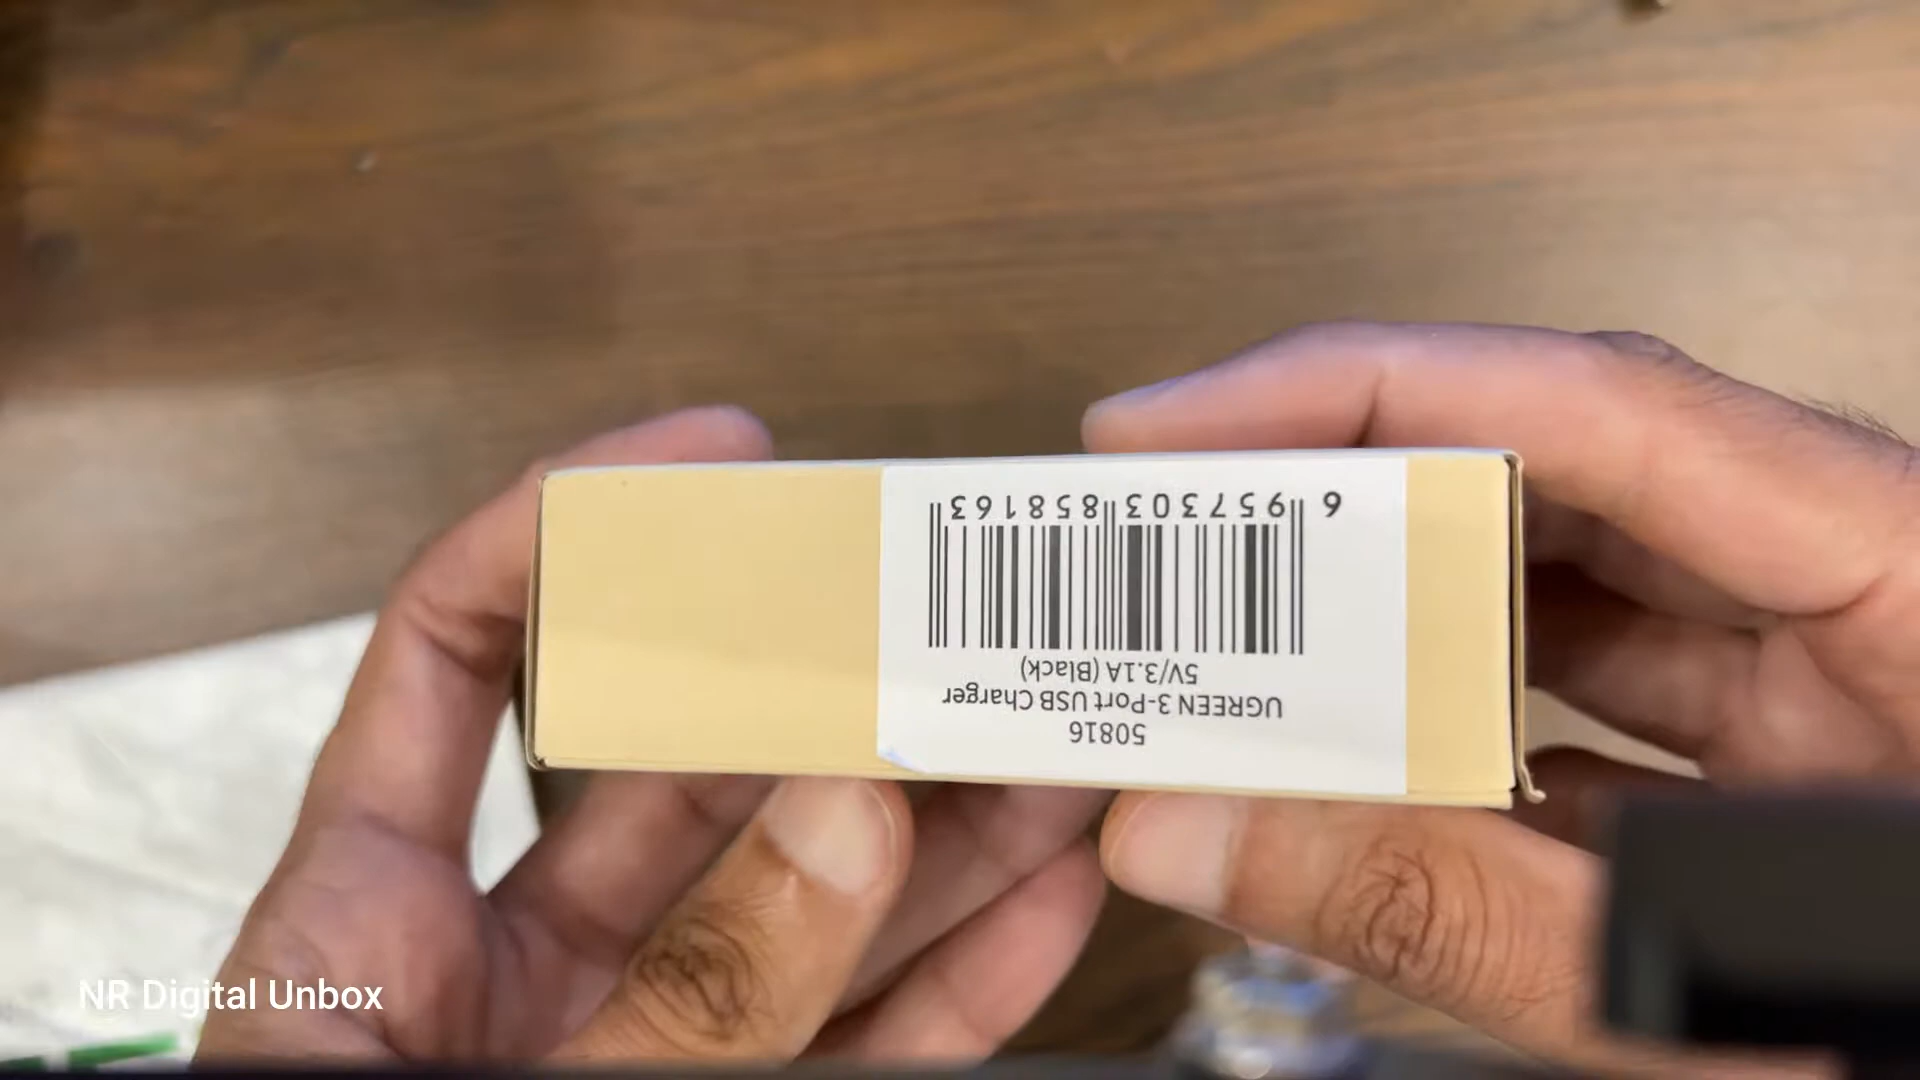 50816
UGREEN 3-Port USB Charger
5V/3.1A (Black)
6 957303 858163
NR Digital Unbox